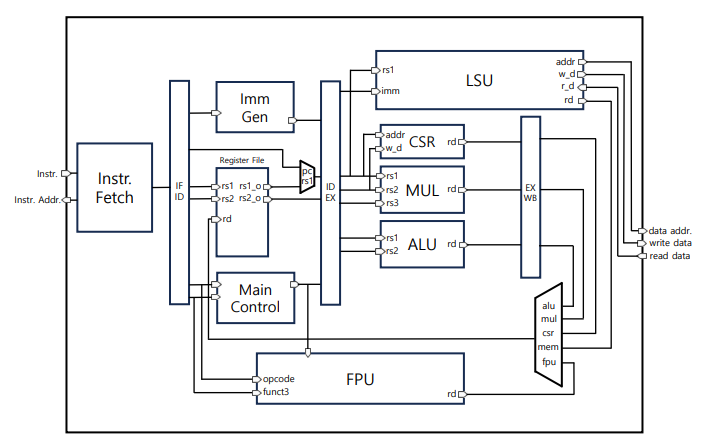 addr
w_d
r_d
rd
rs1
imm
LSU
Imm
Gen
addr
w_d
CSR
rd
Instr.
Instr. Addr.
Instr.
Fetch
IF
ID
Register File
rs1
rs2
rd
rs1_o
rs2_o
pc
rs1
ID
EX
rs1
rs2
rs3
MUL
rd
EX
WB
rs1
rs2
ALU
rd
data addr.
write data
read data
Main
Control
alu
mul
csr
mem
fpu
opcode
funct3
FPU
rd